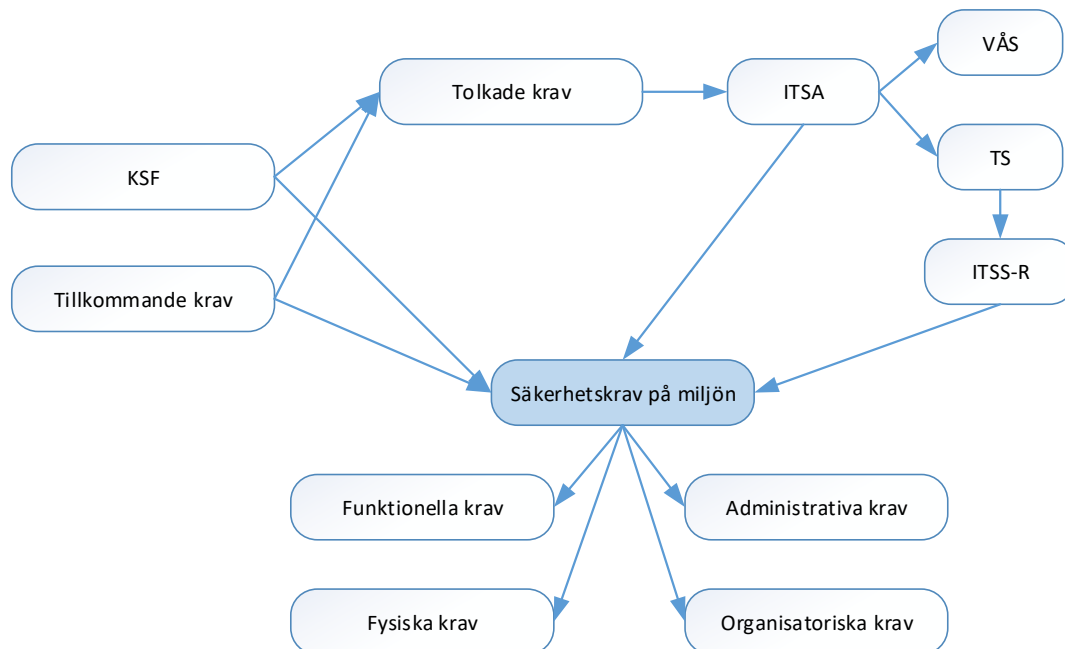 VÅS
Tolkade krav
ITSA
KSF
TS
Tillkommande krav
ITSS-R
Säkerhetskrav på miljön
Funktionella krav
Administrativa krav
Fysiska krav
Organisatoriska krav